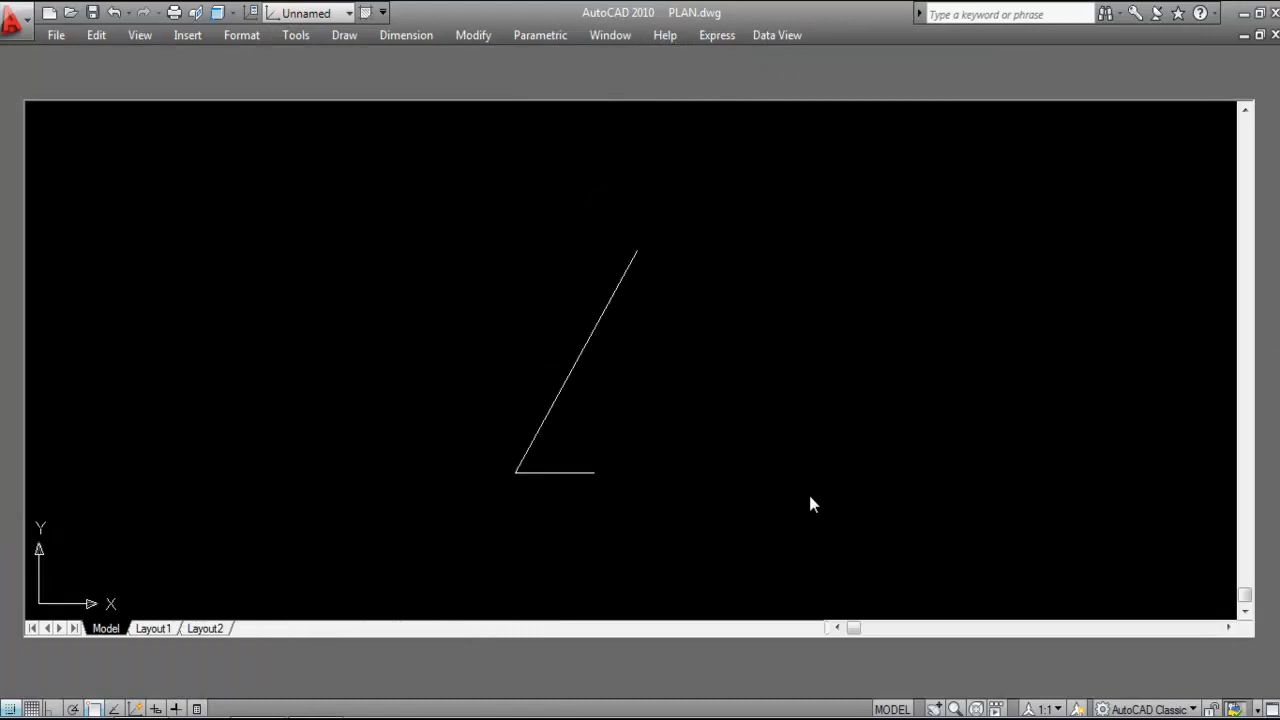 Unnamed
AutoCAD 2010 PLAN.dwg
Type a keyword or phrase
File Edit View Insert Format Tools Draw Dimension Modify Parametric Window Help Express Data View
Y
X
Model Layout1 Layout2
MODEL 1:1 AutoCAD Classic